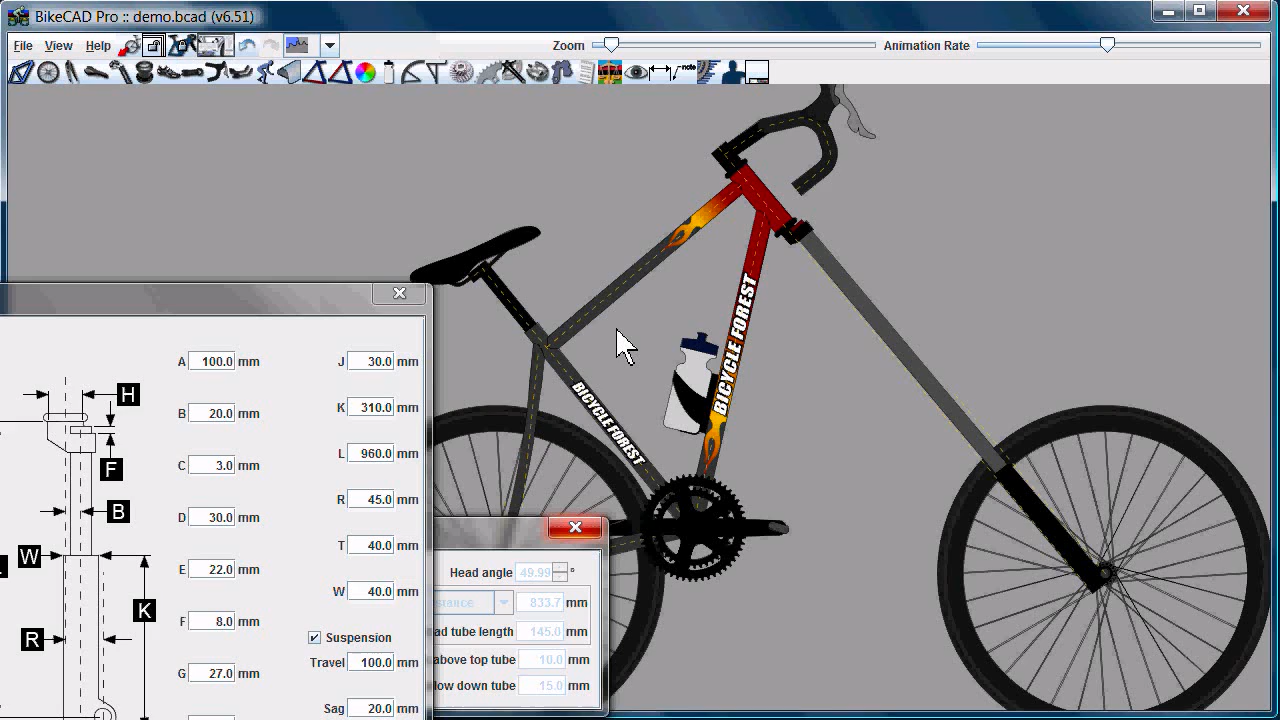 BikeCAD Pro :: demo.bcad (v6.51)
File View Help
Zoom
Animation Rate
note
A 100.0 mm
J 30.0 mm
B 20.0 mm
K 310.0 mm
C 3.0 mm
L 960.0 mm
D 30.0 mm
R 45.0 mm
E 22.0 mm
T 40.0 mm
F 8.0 mm
W 40.0 mm
G 27.0 mm
Suspension
Travel 100.0 mm
Sag 20.0 mm
H
F
B
W
K
R
Head angle 49.99 °
stance 833.7 mm
ad tube length 145.0 mm
above top tube 10.0 mm
low down tube 15.0 mm
BICYCLE FOREST
BICYCLE FOREST